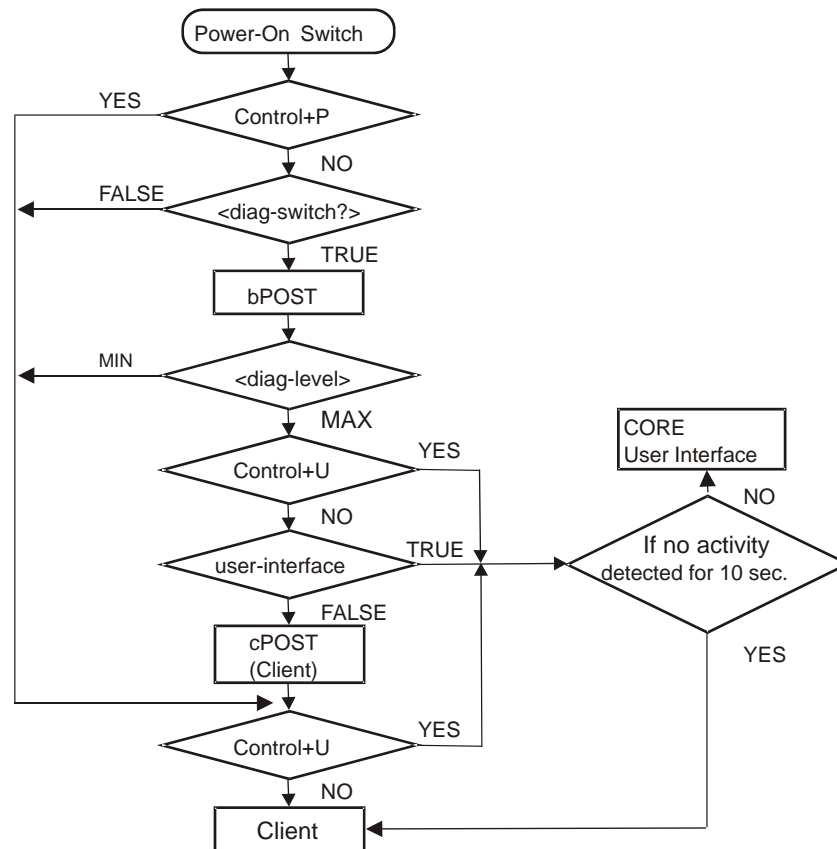 Power-On Switch
YES
Control+P
NO
FALSE
<diag-switch?>
TRUE
bPOST
MIN
<diag-level>
MAX
YES
Control+U
NO
CORE
User Interface
NO
user-interface
TRUE
If no activity
detected for 10 sec.
FALSE
cPOST
(Client)
YES
YES
Control+U
NO
Client